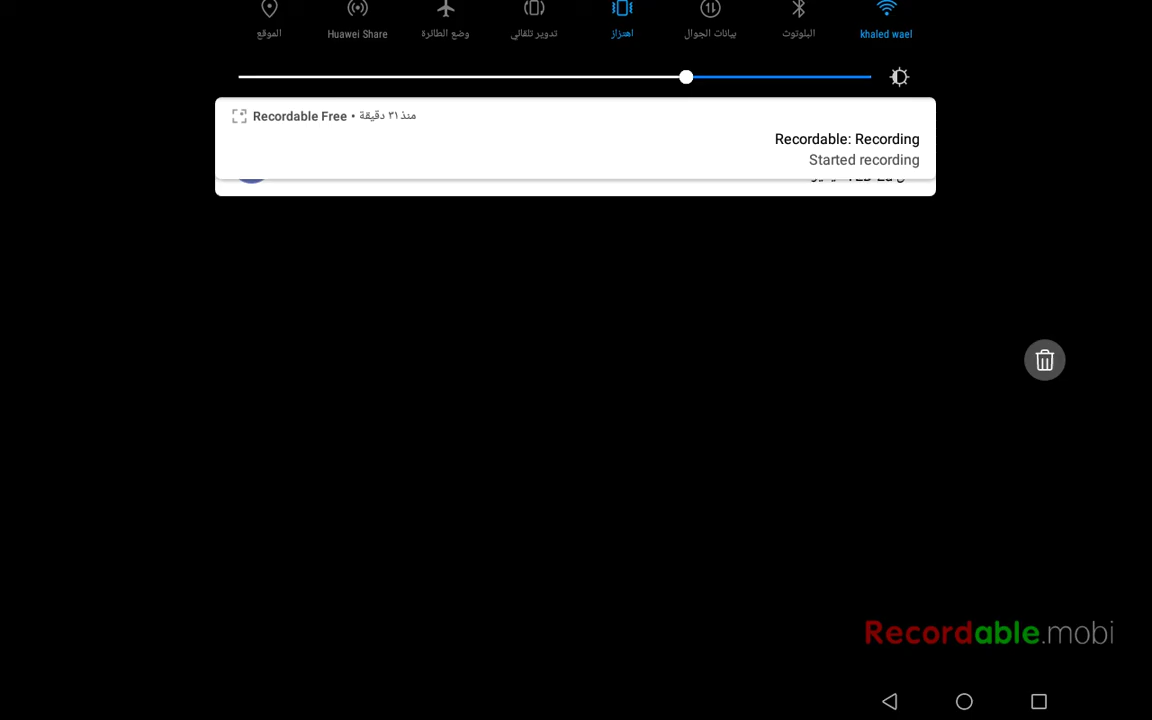 الموقع
Huawei Share
وضع الطائرة
تدوير تلقائي
اهتزاز
بيانات الجوال
البلوتوث
khaled wael
Recordable Free • منذ ٣١ دقيقة
Recordable: Recording
Started recording
Recordable.mobi